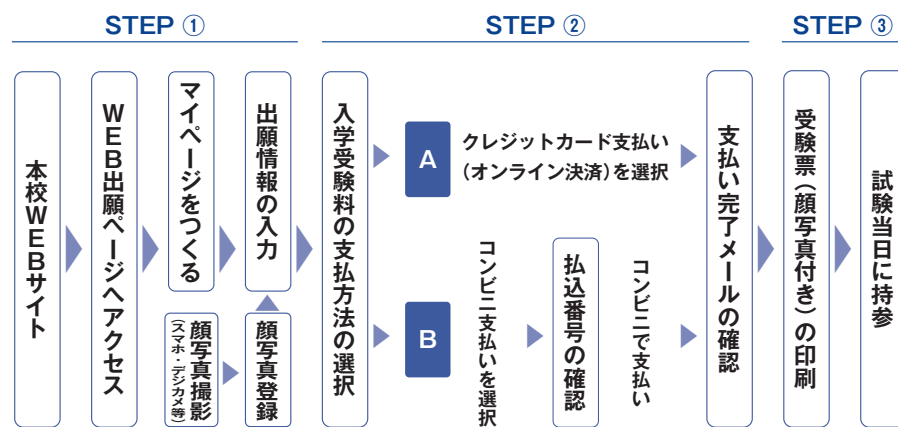 STEP ①
STEP ②
STEP ③
本校WEBサイト
WEB出願ページへアクセス
マイページをつくる
顔写真撮影
(スマホ・デジカメ等)
顔写真登録
出願情報の入力
入学受験料の支払方法の選択
A
クレジットカード支払い
(オンライン決済)を選択
B
コンビニ支払いを選択
払込番号の確認
コンビニで支払い
支払い完了メールの確認
受験票(顔写真付き)の印刷
試験当日に持参